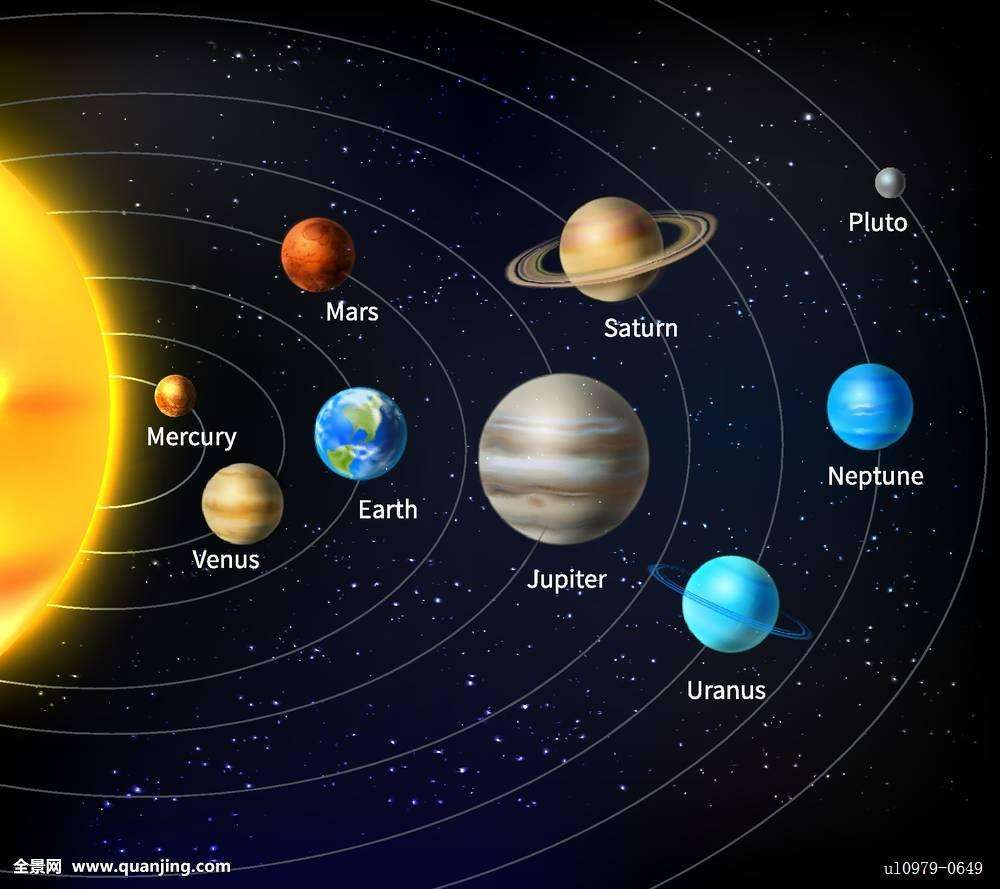 Pluto
Mars
Saturn
Mercury
Neptune
Earth
Venus
Jupiter
Uranus
全景网 www.quanjing.com
u10979-0649